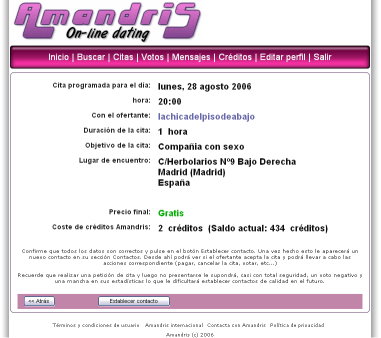 AmandriS
On-line dating
Inicio | Buscar | Citas | Votos | Mensajes | Créditos | Editar perfil | Salir
Cita programada para el día: lunes, 28 agosto 2006
hora: 20:00
Con el ofertante: lachicadelpisodeabajo
Duración de la cita: 1 hora
Objetivo de la cita: Compañia con sexo
Lugar de encuentro: C/Herbolarios Nº9 Bajo Derecha
Madrid (Madrid)
España
Precio final: Gratis
Coste de créditos Amandris: 2 créditos (Saldo actual: 434 créditos)
Confirme que todos los datos son correctos y pulse en el botón Establecer contacto. Una vez hecho esto le aparecerá un
nuevo contacto en su sección Contactos. Desde ahí podrá ver si el ofertante acepta la cita y podrá llevar a cabo las
acciones correspondiente (pagar, cancelar la cita, votar, etc...)
Recuerde que realizar una petición de cita y luego no presentarse le supondrá, casi con total seguridad, un voto negativo y
una mancha en sus estadísticas lo que le dificultará establecer contactos de calidad en el futuro.
<< Atrás Establecer contacto
Términos y condiciones de usuario Amandris internacional Contacta con Amandris Política de privacidad
Amandris (c) 2006